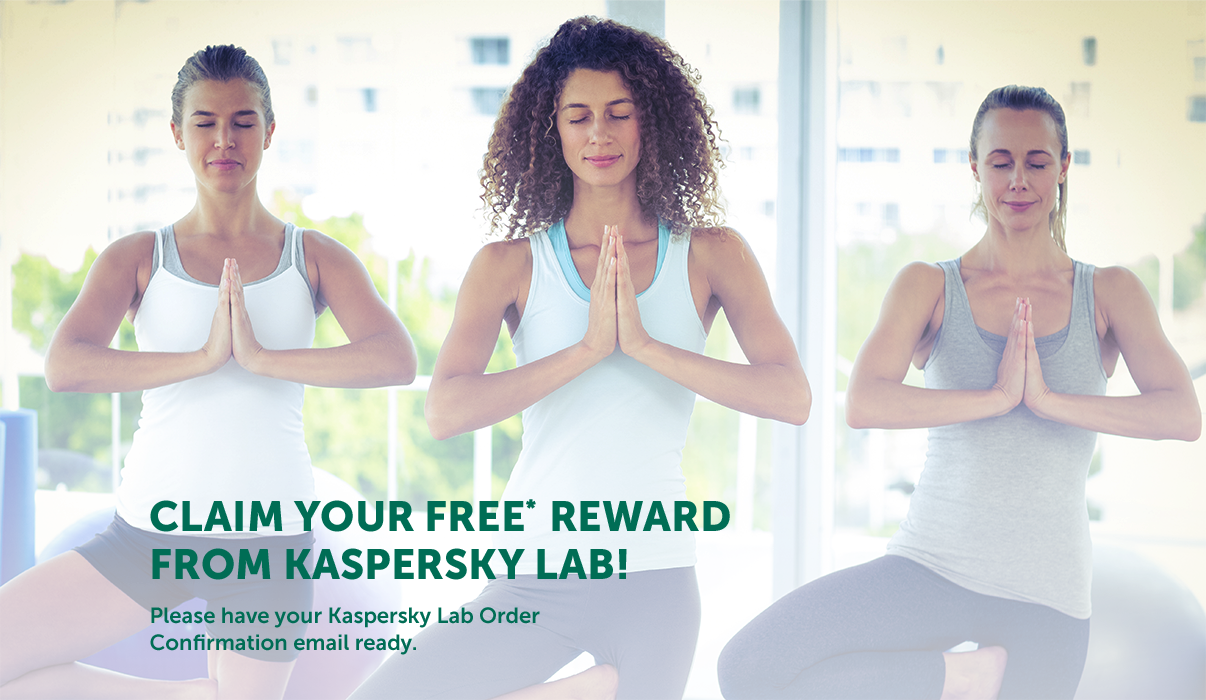 CLAIM YOUR FREE* REWARD
FROM KASPERSKY LAB!
Please have your Kaspersky Lab Order
Confirmation email ready.